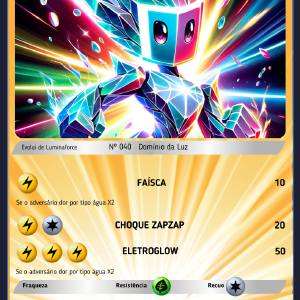 Evolui de Luminaforce Nº 040 Domínio da Luz
FAÍSCA 10
Se o adversário dor por tipo água X2
CHOQUE ZAPZAP 20
ELETROGLOW 50
Se o adversário dor por tipo água X2
Fraqueza Resistência Recuo